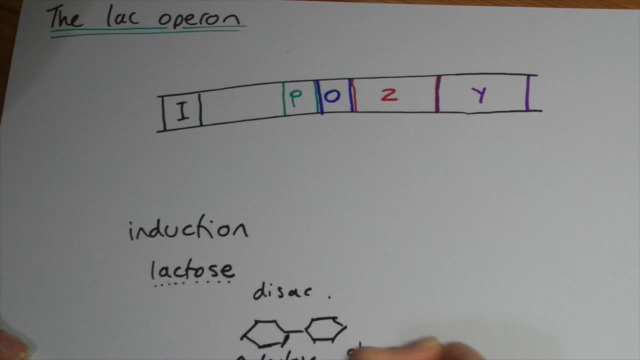 The lac operon
I P O Z Y
induction
lactose
disac.